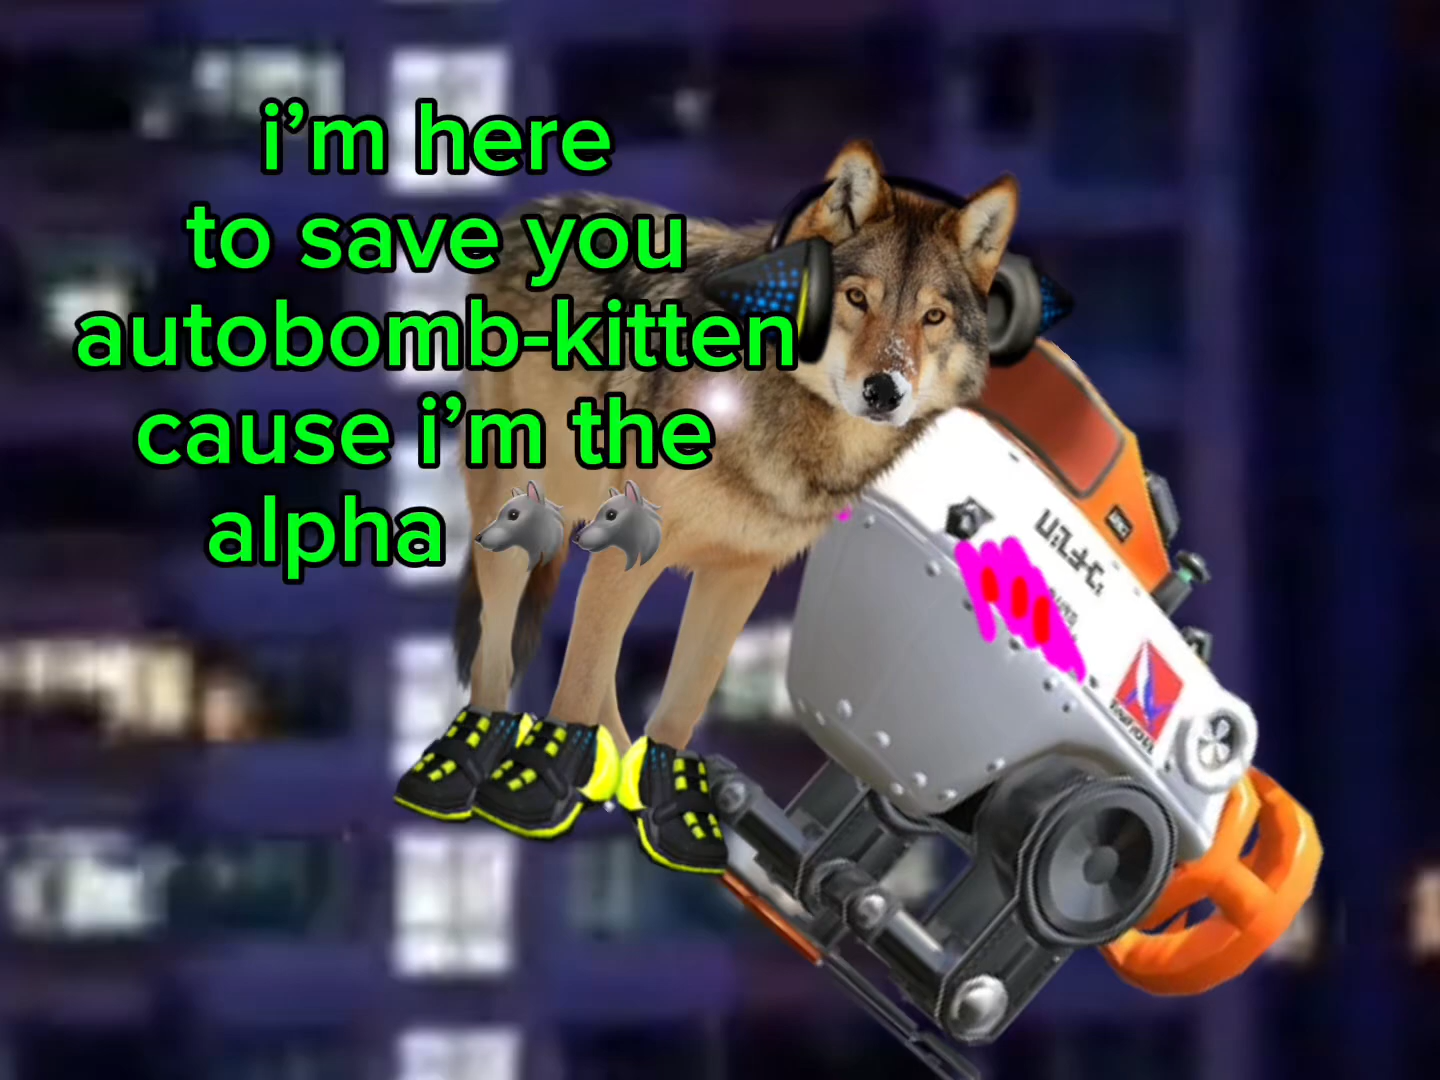 i’m here
to save you
autobomb-kitten
cause i’m the
alpha 🐺🐺